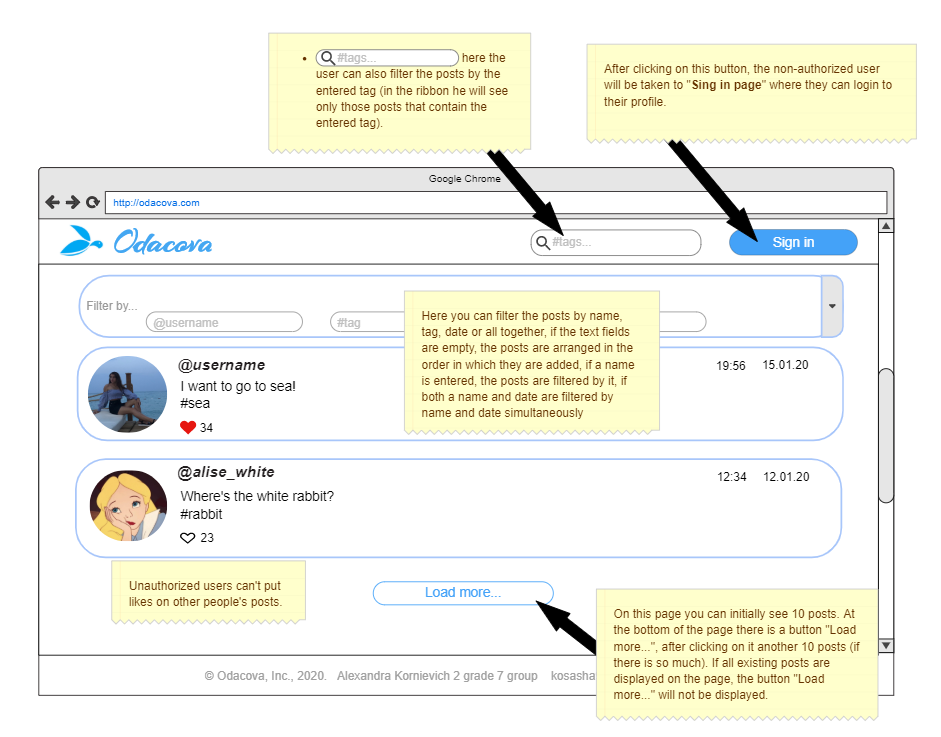 #tags... here the
user can also filter the posts by the
entered tag (in the ribbon he will see
only those posts that contain the
entered tag).
After clicking on this button, the non-authorized user
will be taken to "Sing in page" where they can login to
their profile.
Google Chrome
http://odacova.com
Odacova
#tags...
Sign in
Filter by...
@username
#tag
Here you can filter the posts by name,
tag, date or all together, if the text fields
are empty, the posts are arranged in the
order in which they are added, if a name
is entered, the posts are filtered by it, if
both a name and date are filtered by
name and date simultaneously
@username
19:56 15.01.20
I want to go to sea!
#sea
34
@alise_white
12:34 12.01.20
Where's the white rabbit?
#rabbit
23
Unauthorized users can't put
likes on other people's posts.
Load more...
On this page you can initially see 10 posts. At
the bottom of the page there is a button "Load
more...", after clicking on it another 10 posts (if
there is so much). If all existing posts are
displayed on the page, the button "Load
more..." will not be displayed.
© Odacova, Inc., 2020. Alexandra Kornievich 2 grade 7 group kosasha